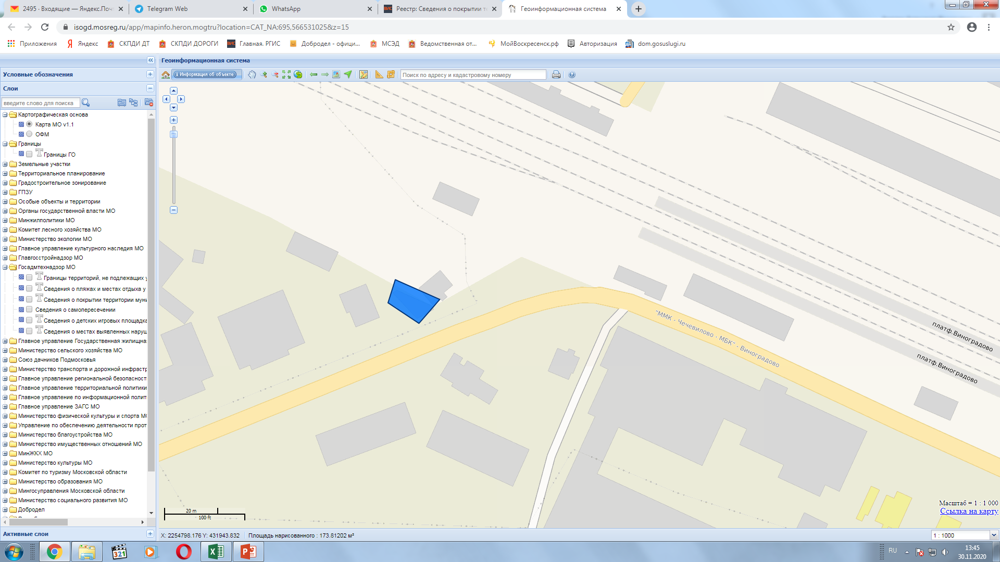 2495 · Входящие — Яндекс.Поч
Telegram Web
WhatsApp
Реестр: Сведения о покрытии т
Геоинформационная система
isogd.mosreg.ru/app/mapinfo.heron.mogtru?location=CAT_NA:695,566531025&z=15
Приложения
Яндекс
СКПДИ ДТ
СКПДИ ДОРОГИ
Главная. РГИС
Добродел - офици...
МСЭД
Ведомственная от...
МойВоскресенск.рф
Авторизация
dom.gosuslugi.ru
Геоинформационная система
Условные обозначения
Информация об объекте
Поиск по адресу и кадастровому номеру
Слои
введите слово для поиска
Картографическая основа
Карта МО v1.1
ОФМ
Границы
Границы ГО
Земельные участки
Территориальное планирование
Градостроительное зонирование
ГПЗУ
Особые объекты и территории
Органы государственной власти МО
Минжилполитики МО
Комитет лесного хозяйства МО
Министерство экологии МО
Главное управление культурного наследия МО
Главгосстройнадзор МО
Госадмтехнадзор МО
Границы территорий, не подлежащих у
Сведения о пляжах и местах отдыха у
Сведения о покрытии территории муни
Сведения о самопересечении
Сведения о детских игровых площадка
Сведения о местах выявленных наруш
Главное управление Государственная жилищна
Министерство сельского хозяйства МО
Союз дачников Подмосковья
Министерство транспорта и дорожной инфрастр
Главное управление региональной безопасност
Главное управление территориальной политики
Главное управление по информационной полит
Главное управление ЗАГС МО
Министерство физической культуры и спорта МО
Управление по обеспечению деятельности прот
Министерство благоустройства МО
Министерство имущественных отношений МО
МинЖКХ МО
Министерство культуры МО
Комитет по туризму Московской области
Министерство образования МО
Мингосуправления Московской области
Министерство социального развития МО
Добродел
Активные слои
"ММК - Чечевилово - МБК" - Виноградово
платф.Виноградово
платф.Виноградово
20 m
100 ft
Масштаб = 1 : 1 000
Ссылка на карту
X: 2254798.176 Y: 431943.832
Площадь нарисованного : 173.81202 м²
1 : 1000
321
RU
13:45
30.11.2020